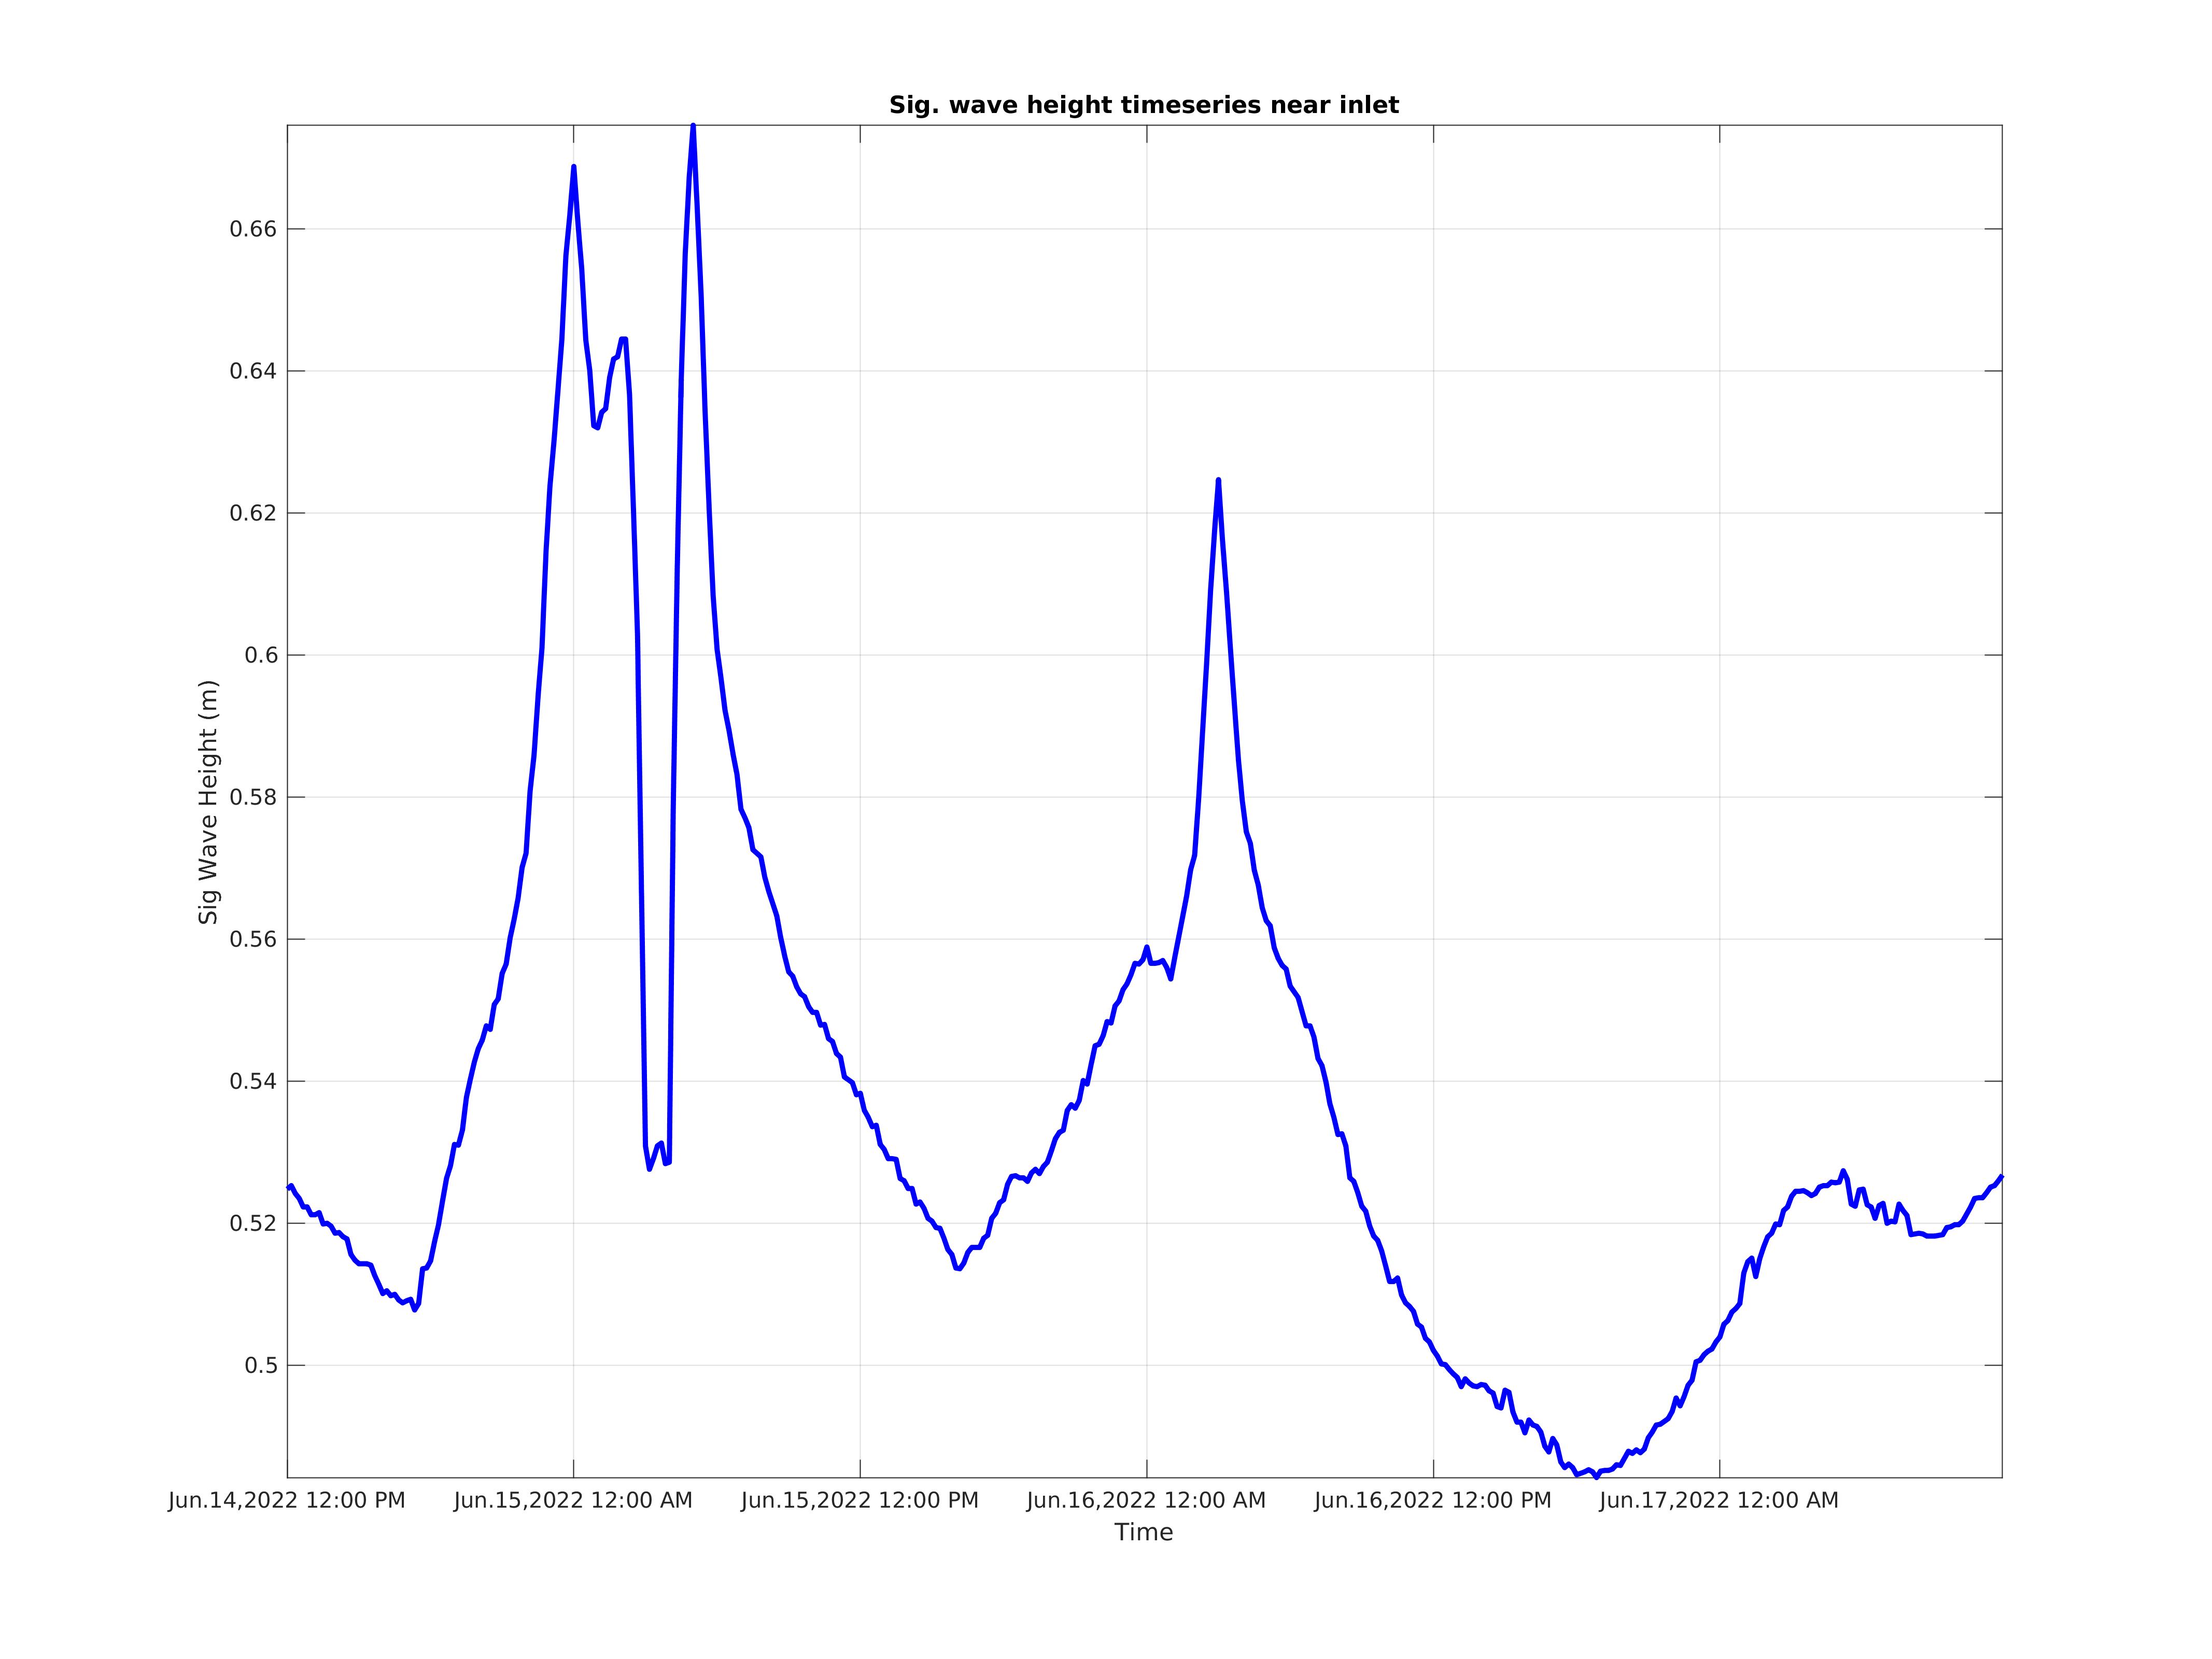 Sig. wave height timeseries near inlet
0.66
0.64
0.62
0.6
0.58
0.56
0.54
0.52
0.5
Sig Wave Height (m)
Jun.14,2022 12:00 PM
Jun.15,2022 12:00 AM
Jun.15,2022 12:00 PM
Jun.16,2022 12:00 AM
Jun.16,2022 12:00 PM
Jun.17,2022 12:00 AM
Time